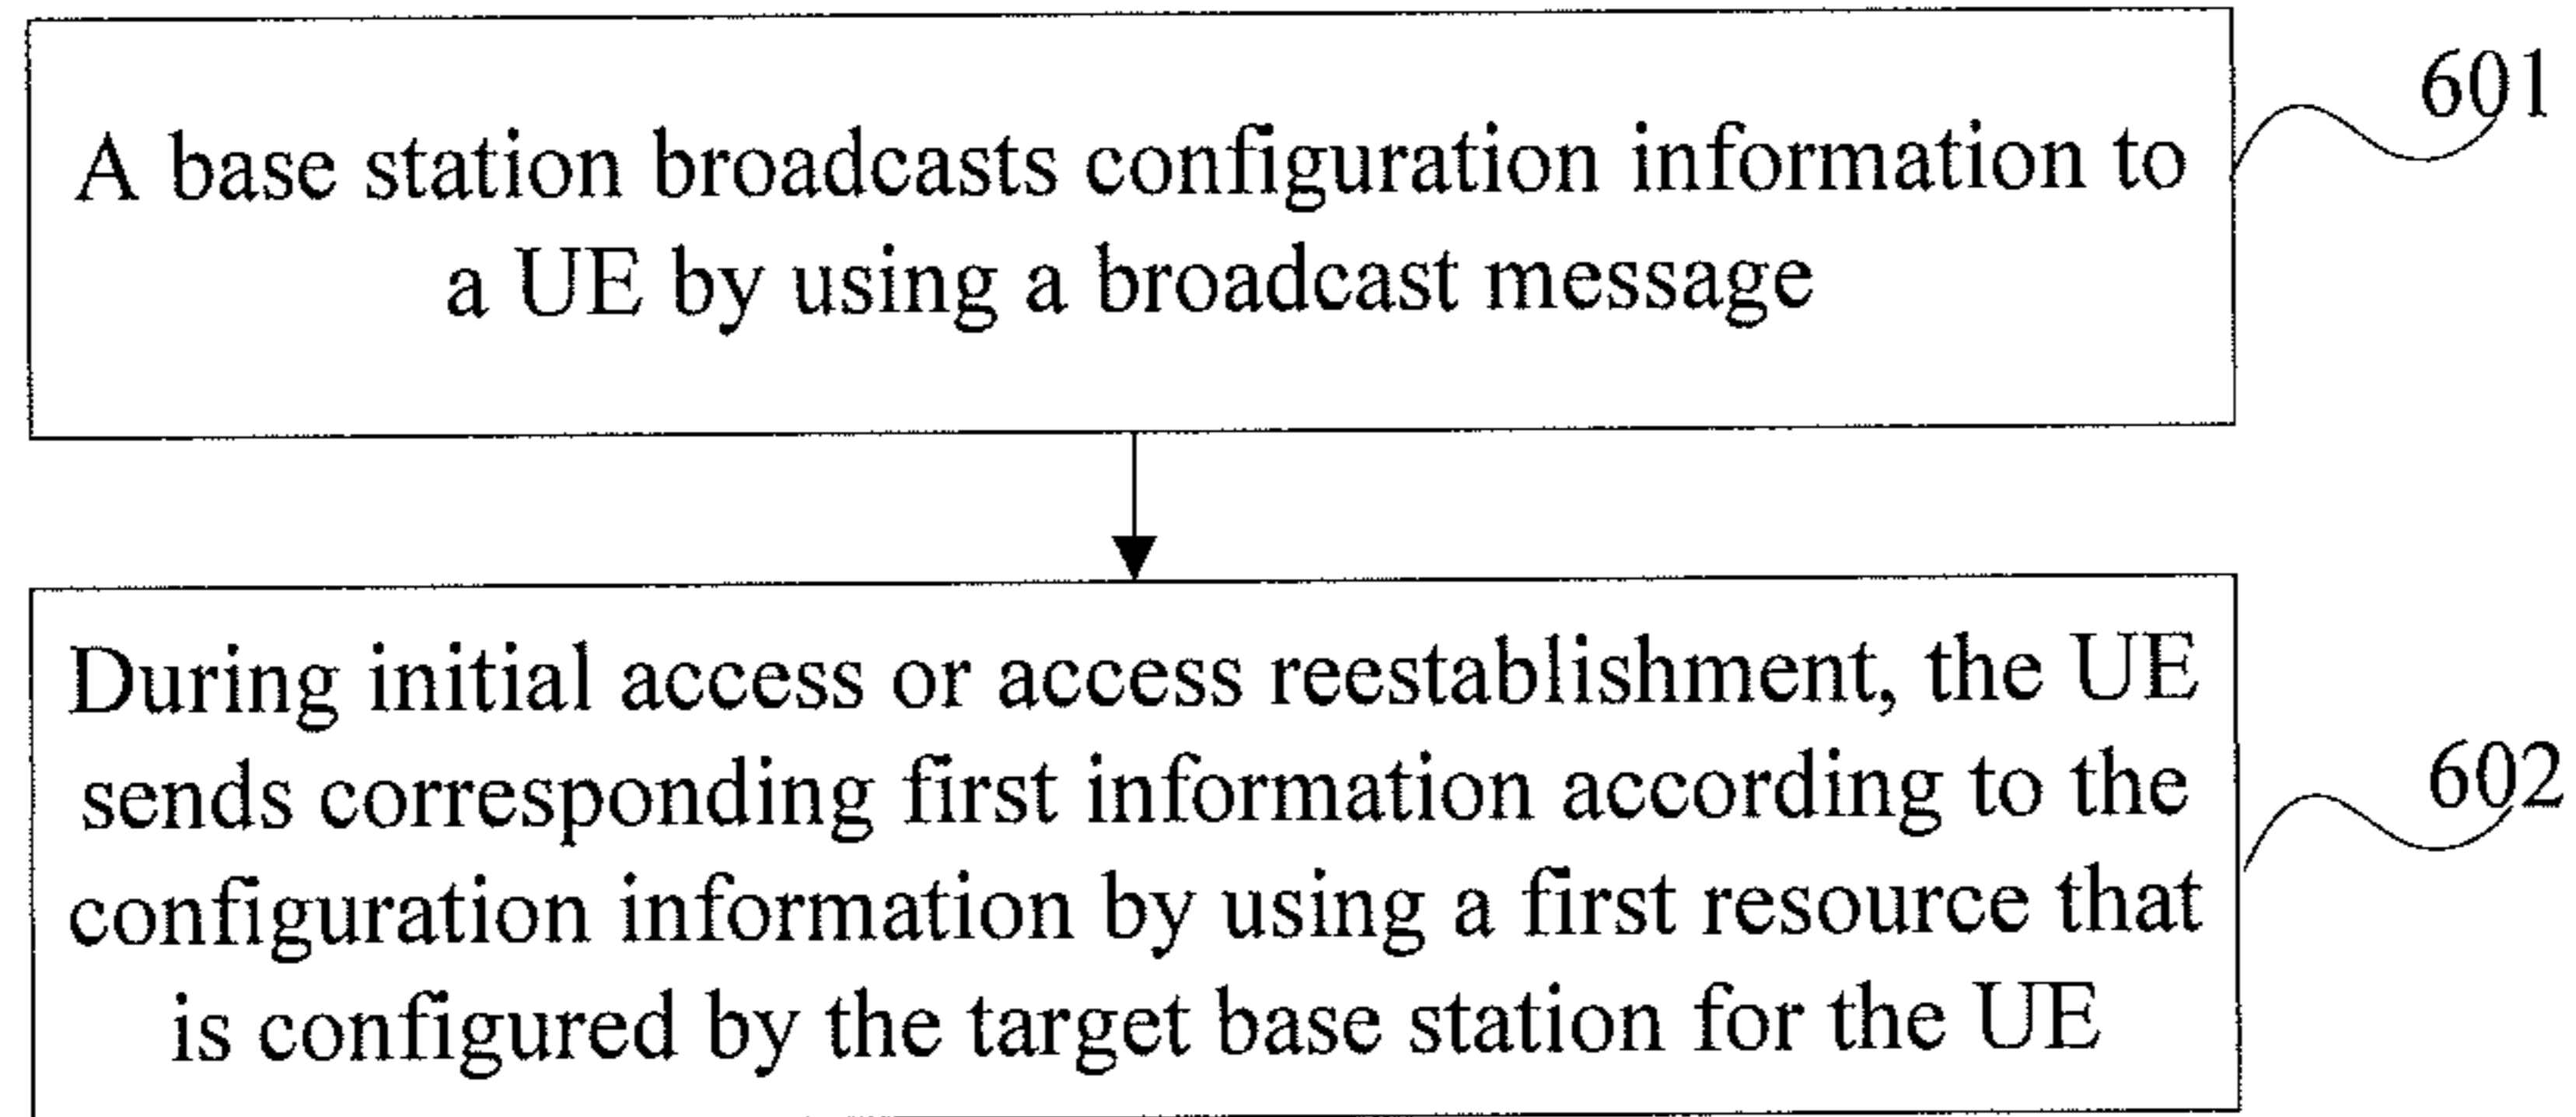 A base station broadcasts configuration information to
a UE by using a broadcast message
601
During initial access or access reestablishment, the UE
sends corresponding first information according to the
configuration information by using a first resource that
is configured by the target base station for the UE
602